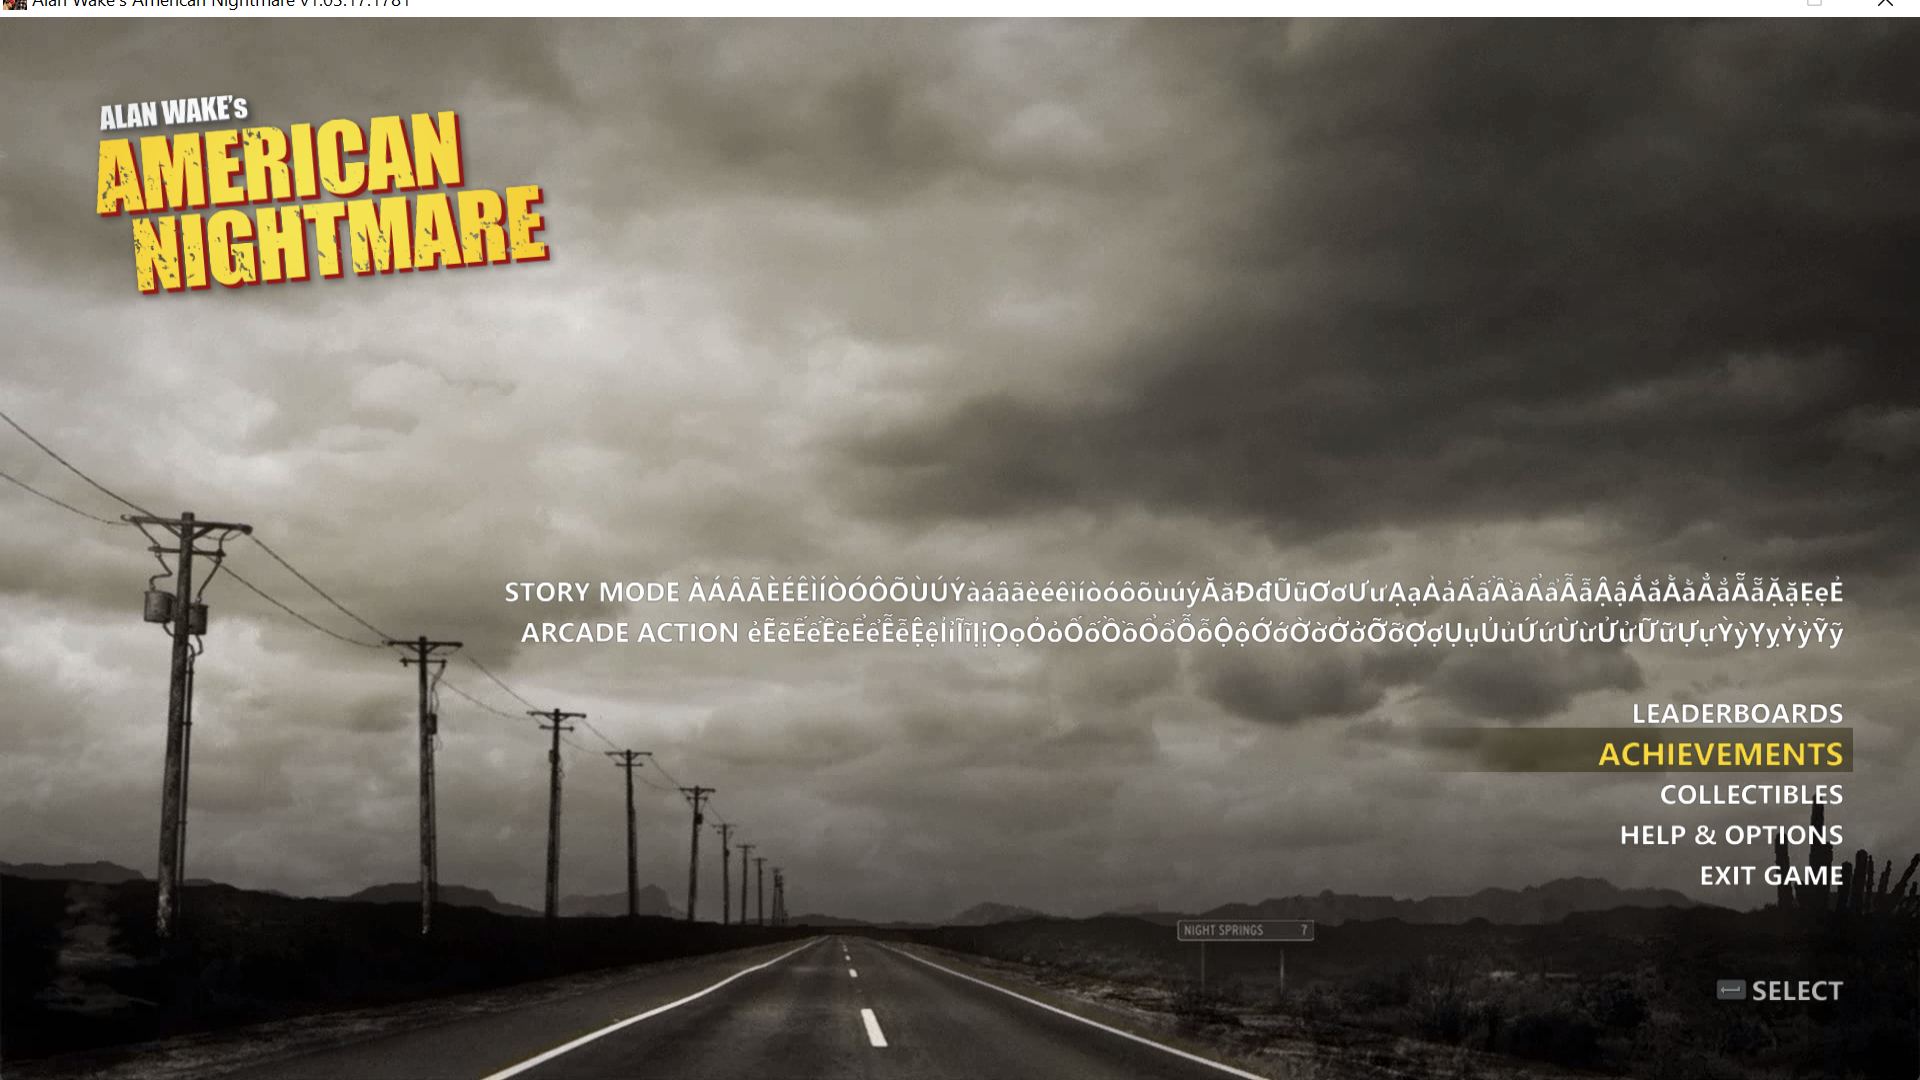 Alan Wake's American Nightmare v1.03.17.1781
ALAN WAKE's
AMERICAN
NIGHTMARE
STORY MODE ÀÁÂÃÈÉÊÌÍÒÓÔÕÙÚÝàáâãèéêìíòóôõùúýĂăĐđŨũƠơƯưẠạẢảẤấẦầẨẩẪẫẬậẮắẰằẲẳẴẵẶặẸẹẺ
ARCADE ACTION ẻẼẽẾếỀềỂểỄễỆệỈỉĨĩỊịỌọỎỏỐốỒồỔổỖỗỘộỚớỜờỞởỠỡỢợỤụỦủỨứỪừỬửỮữỰựỲỳỴỵỶỷỸỹ
LEADERBOARDS
ACHIEVEMENTS
COLLECTIBLES
HELP & OPTIONS
EXIT GAME
NIGHT SPRINGS 7
SELECT